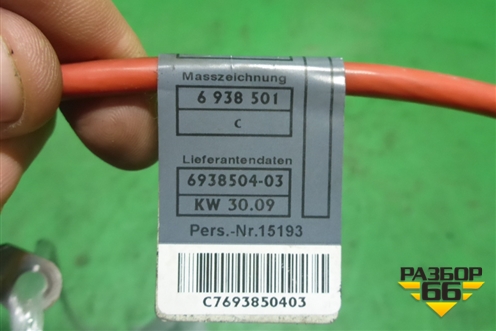 Masszeichnung
6 938 501
C
Lieferantendaten
6938504-03
KW 30.09
Pers.-Nr.15193
C7693850403
РАЗБОР
66